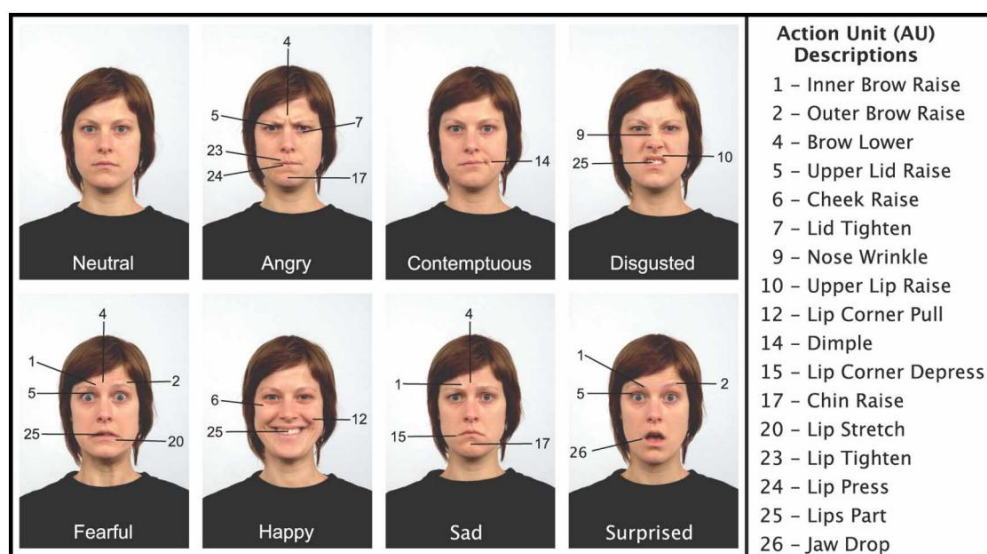 4
5
7
23
24
17
14
9
25
10
Neutral
Angry
Contemptuous
Disgusted
4
1
2
5
25
20
6
12
25
4
1
15
17
1
2
5
26
Fearful
Happy
Sad
Surprised
Action Unit (AU)
Descriptions
1 – Inner Brow Raise
2 – Outer Brow Raise
4 – Brow Lower
5 – Upper Lid Raise
6 – Cheek Raise
7 – Lid Tighten
9 – Nose Wrinkle
10 – Upper Lip Raise
12 – Lip Corner Pull
14 – Dimple
15 – Lip Corner Depress
17 – Chin Raise
20 – Lip Stretch
23 – Lip Tighten
24 – Lip Press
25 – Lips Part
26 – Jaw Drop